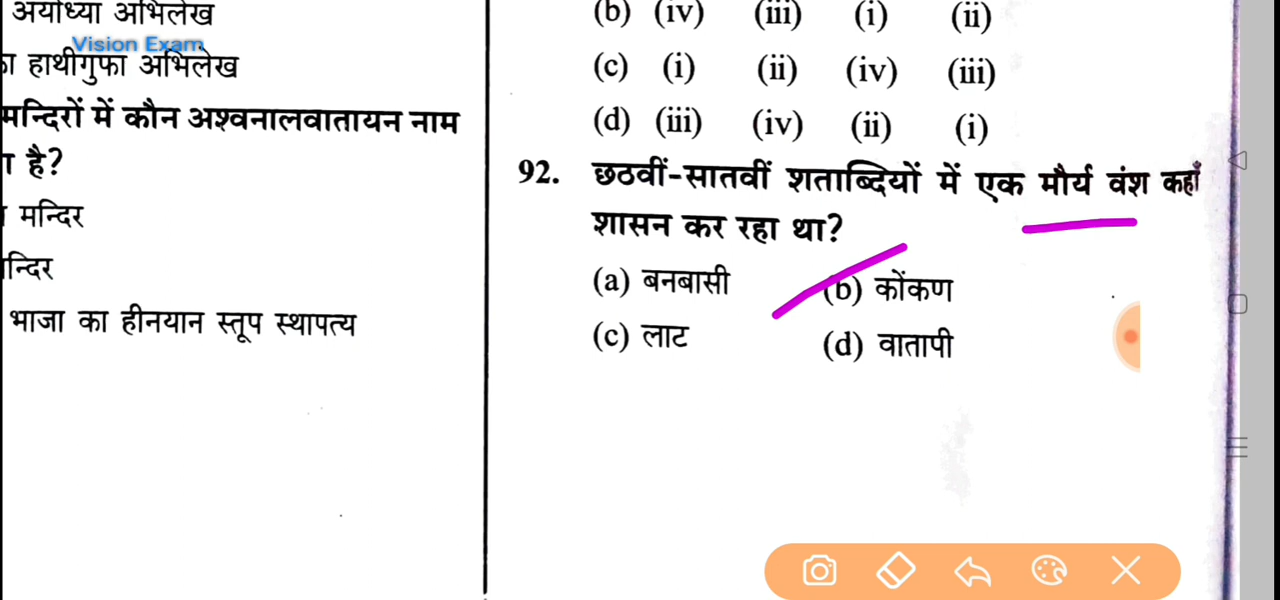 अयोध्या अभिलेख
Vision Exam
हाथीगुफा अभिलेख
मन्दिरों में कौन अश्वनालवातायन नाम
है?
मन्दिर
भाजा का हीनयान स्तूप स्थापत्य
(b) (iv) (iii) (i) (ii)
(c) (i) (ii) (iv) (iii)
(d) (iii) (iv) (ii) (i)
92. छठवीं-सातवीं शताब्दियों में एक मौर्य वंश कहाँ
शासन कर रहा था?
(a) बनबासी (b) कोंकण
(c) लाट (d) वातापी